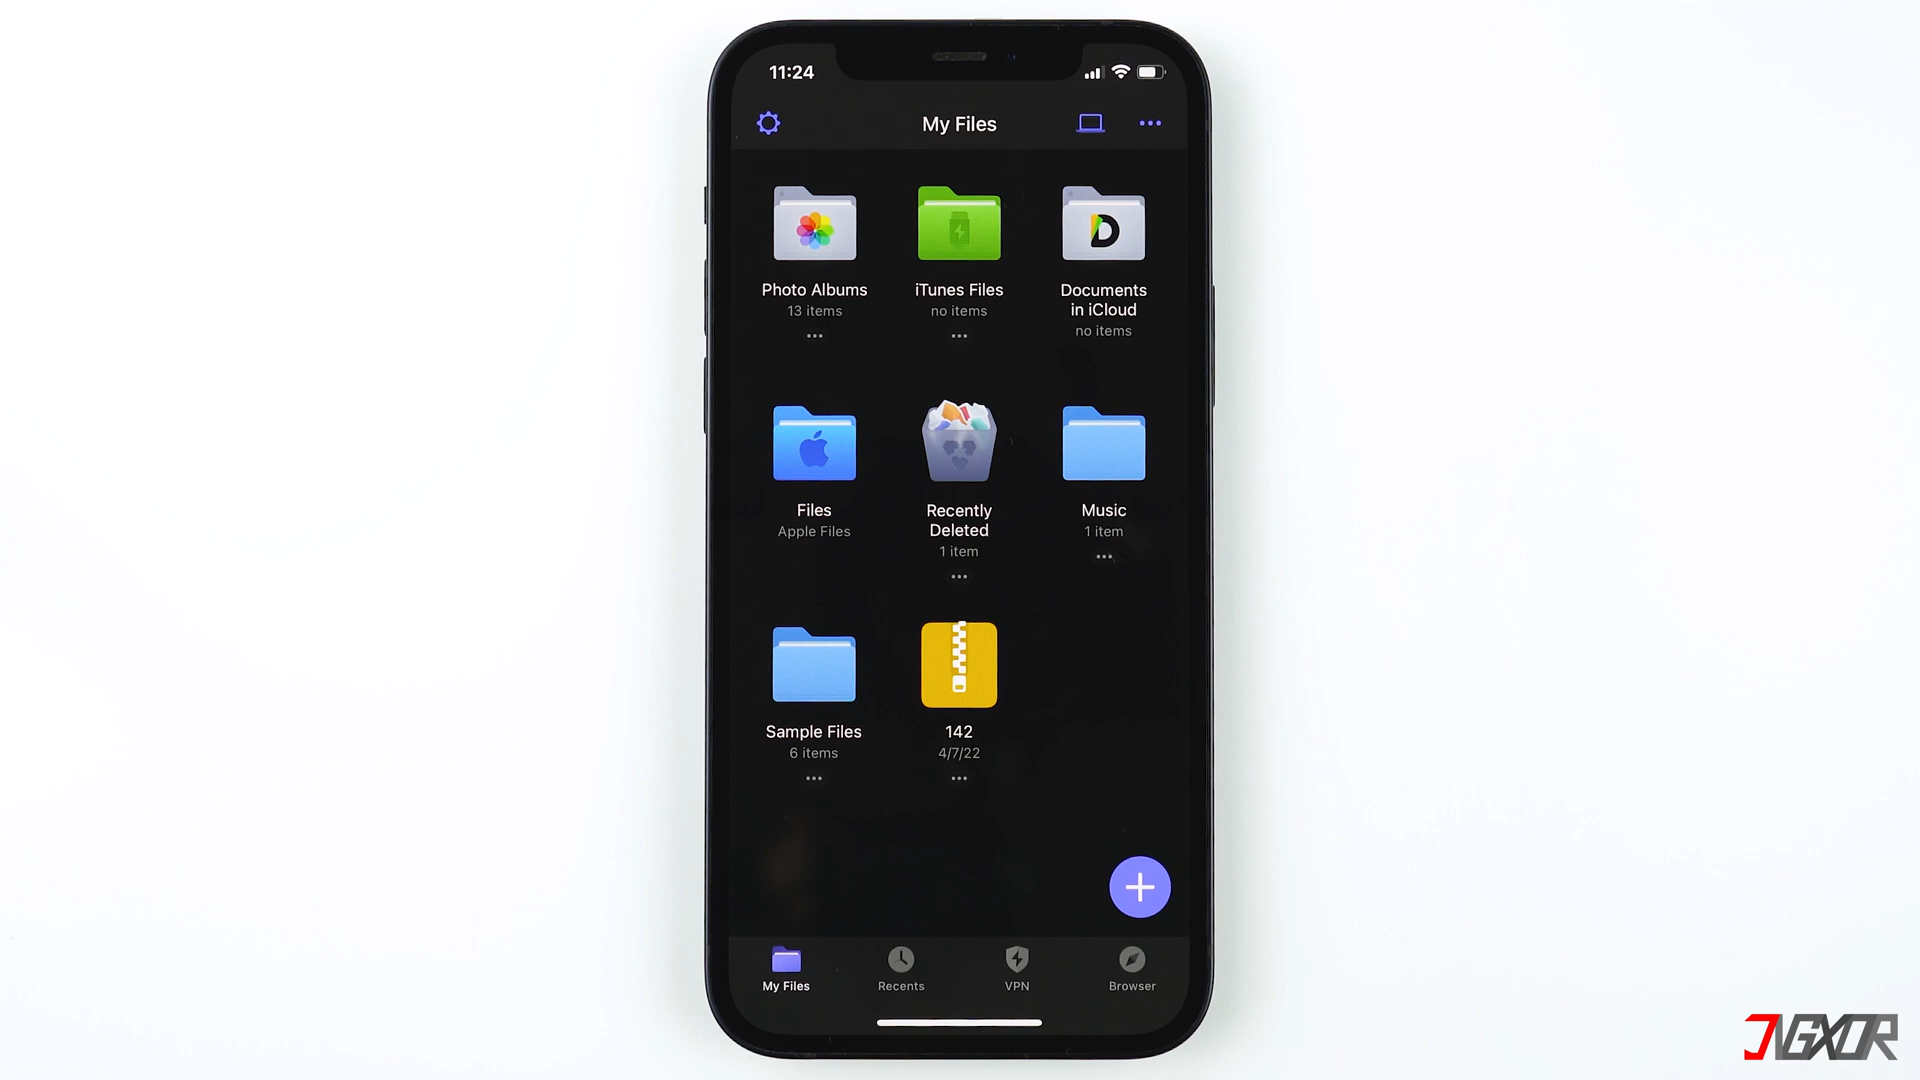 11:24
My Files
Photo Albums
13 items
iTunes Files
no items
Documents
in iCloud
no items
Files
Apple Files
Recently
Deleted
1 item
Music
1 item
Sample Files
6 items
142
4/7/22
My Files
Recents
VPN
Browser
JVGXOR